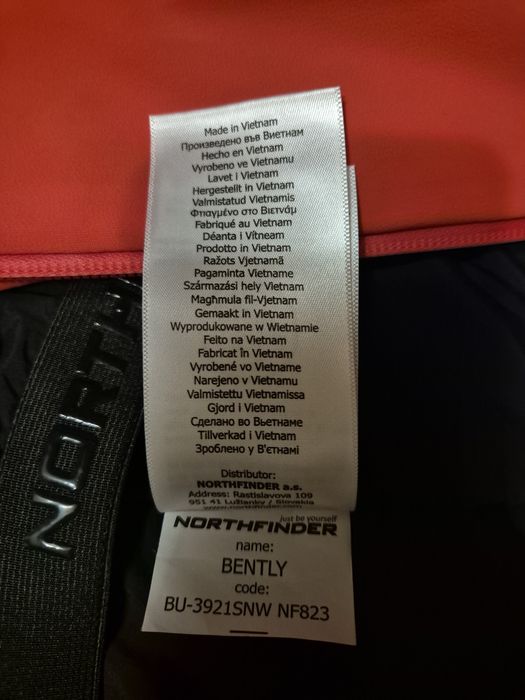 Made in Vietnam
Произведено във Виетнам
Hecho en Vietnam
Vyrobeno ve Vietnamu
Lavet i Vietnam
Hergestellt in Vietnam
Valmistatud Vietnamis
Φτιαγμένο στο Βιετνάμ
Fabriqué au Vietnam
Déanta i Vítneam
Prodotto in Vietnam
Ražots Vjetnamā
Pagaminta Vietname
Származási hely Vietnam
Magħmula fil-Vjetnam
Gemaakt in Vietnam
Wyprodukowane w Wietnamie
Feito na Vietnam
Fabricat în Vietnam
Vyrobené vo Vietname
Narejeno v Vietnamu
Valmistettu Vietnamissa
Gjord i Vietnam
Сделано во Вьетнаме
Tillverkad i Vietnam
Зроблено у В'єтнамі
Distributor:
NORTHFINDER a.s.
Address: Rastislavova 109
951 41 Lužianky / Slovakia
www.northfinder.com
just be yourself
NORTHFINDER
name:
BENTLY
code:
BU-3921SNW NF823
NORTH